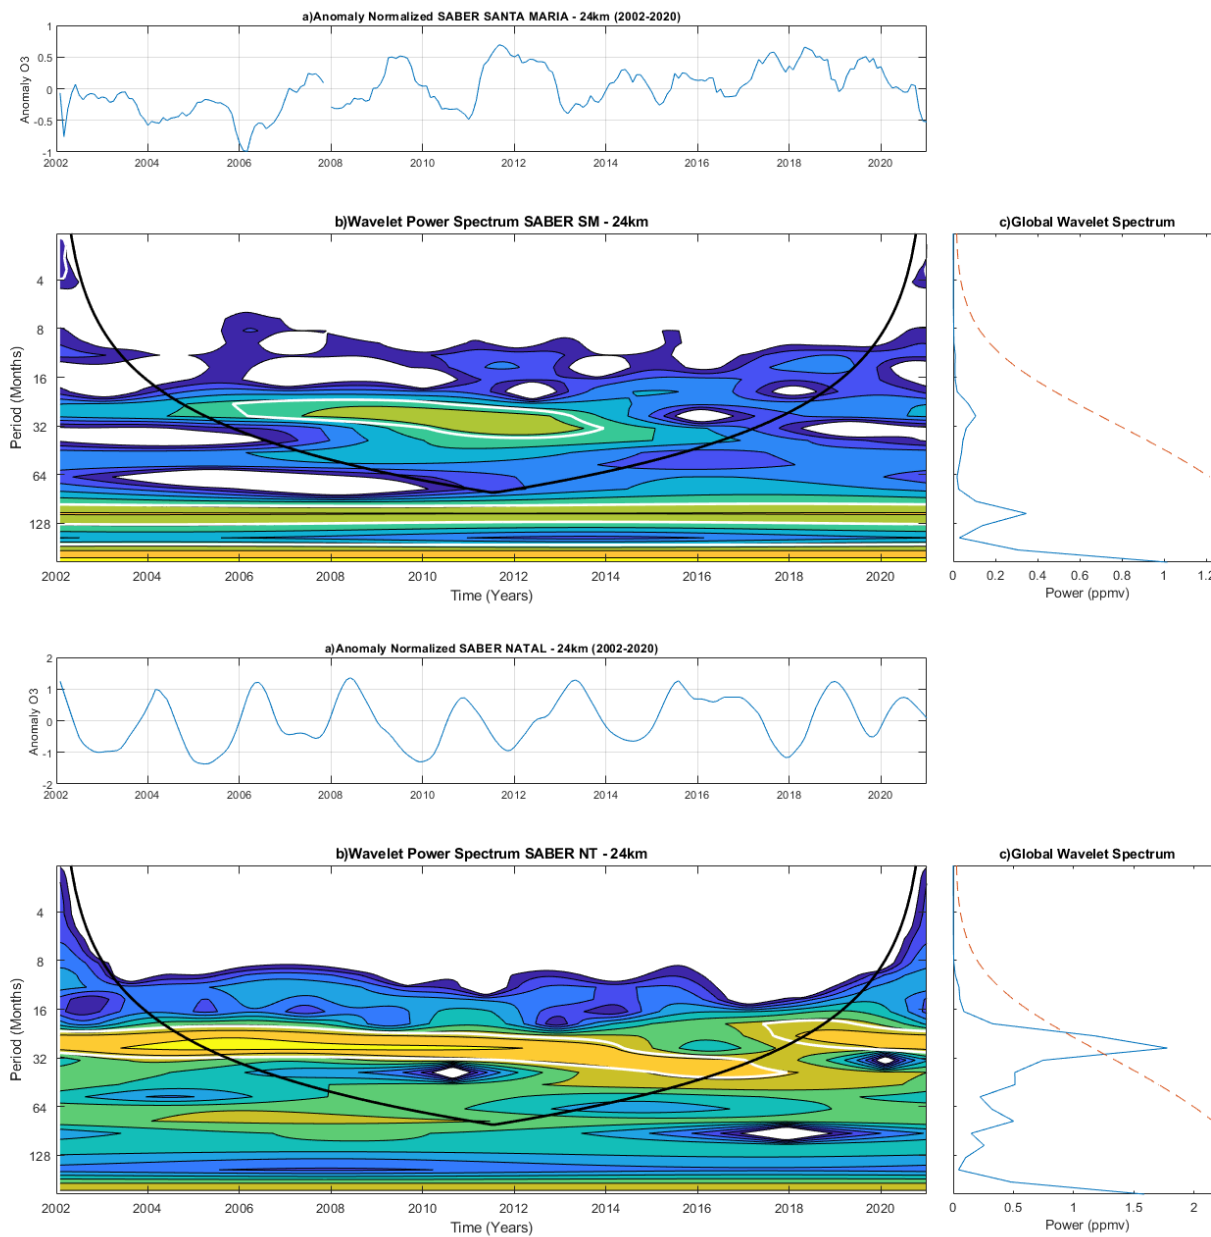 a)Anomaly Normalized SABER SANTA MARIA - 24km (2002-2020)
Anomaly O3
1
0.5
0
-0.5
-1
2002 2004 2006 2008 2010 2012 2014 2016 2018 2020
b)Wavelet Power Spectrum SABER SM - 24km
c)Global Wavelet Spectrum
Period (Months)
4
8
16
32
64
128
2002 2004 2006 2008 2010 2012 2014 2016 2018 2020
Time (Years)
0 0.2 0.4 0.6 0.8 1 1.2
Power (ppmv)
a)Anomaly Normalized SABER NATAL - 24km (2002-2020)
Anomaly O3
2
1
0
-1
-2
2002 2004 2006 2008 2010 2012 2014 2016 2018 2020
b)Wavelet Power Spectrum SABER NT - 24km
c)Global Wavelet Spectrum
Period (Months)
4
8
16
32
64
128
2002 2004 2006 2008 2010 2012 2014 2016 2018 2020
Time (Years)
0 0.5 1 1.5 2
Power (ppmv)